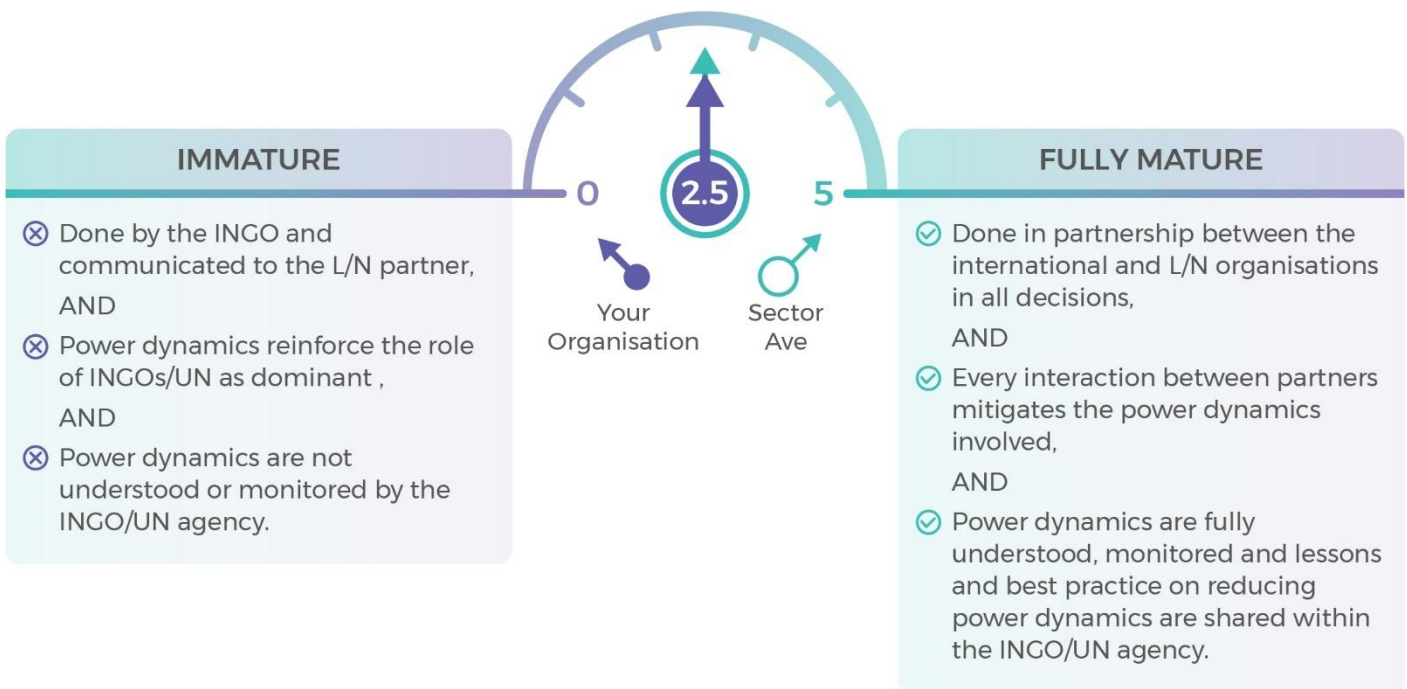 IMMATURE
Done by the INGO and
communicated to the L/N partner,
AND
Power dynamics reinforce the role
of INGOs/UN as dominant ,
AND
Power dynamics are not
understood or monitored by the
INGO/UN agency.
0
2.5
5
Your
Organisation
Sector
Ave
FULLY MATURE
Done in partnership between the
international and L/N organisations
in all decisions,
AND
Every interaction between partners
mitigates the power dynamics
involved,
AND
Power dynamics are fully
understood, monitored and lessons
and best practice on reducing
power dynamics are shared within
the INGO/UN agency.